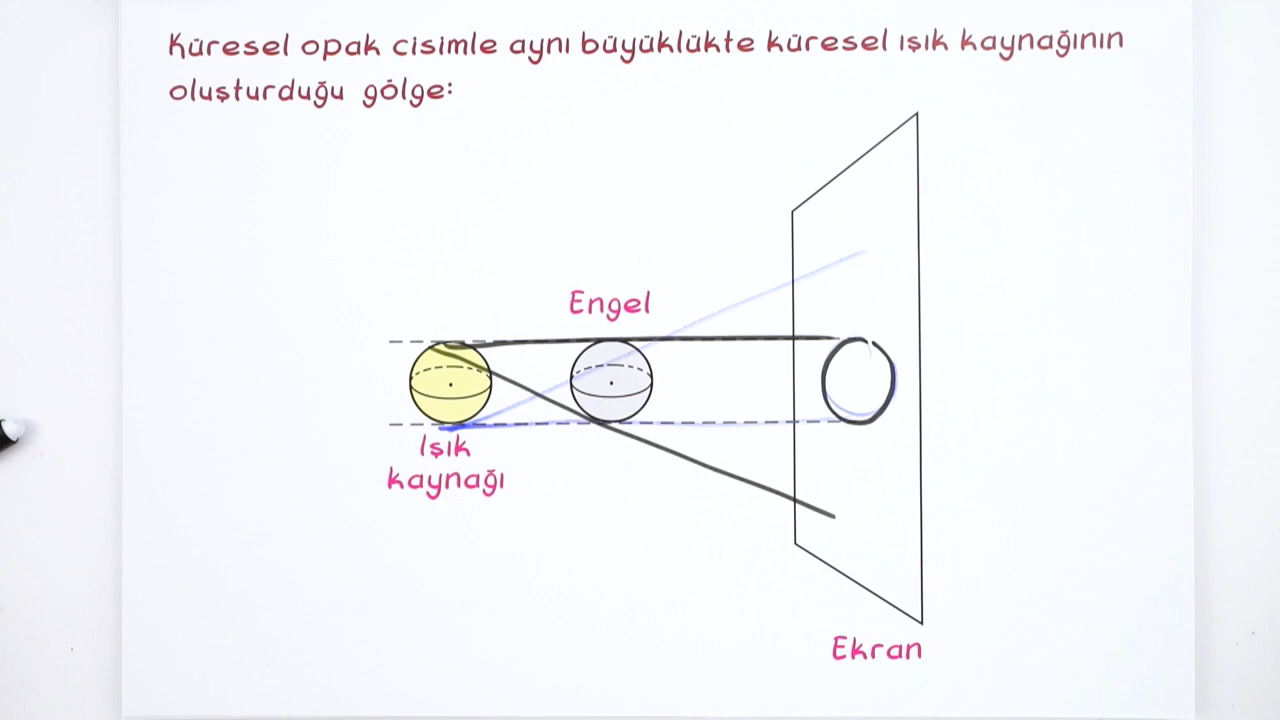 Küresel opak cisimle aynı büyüklükte küresel ışık kaynağının
oluşturduğu gölge:
Engel
Işık
kaynağı
Ekran